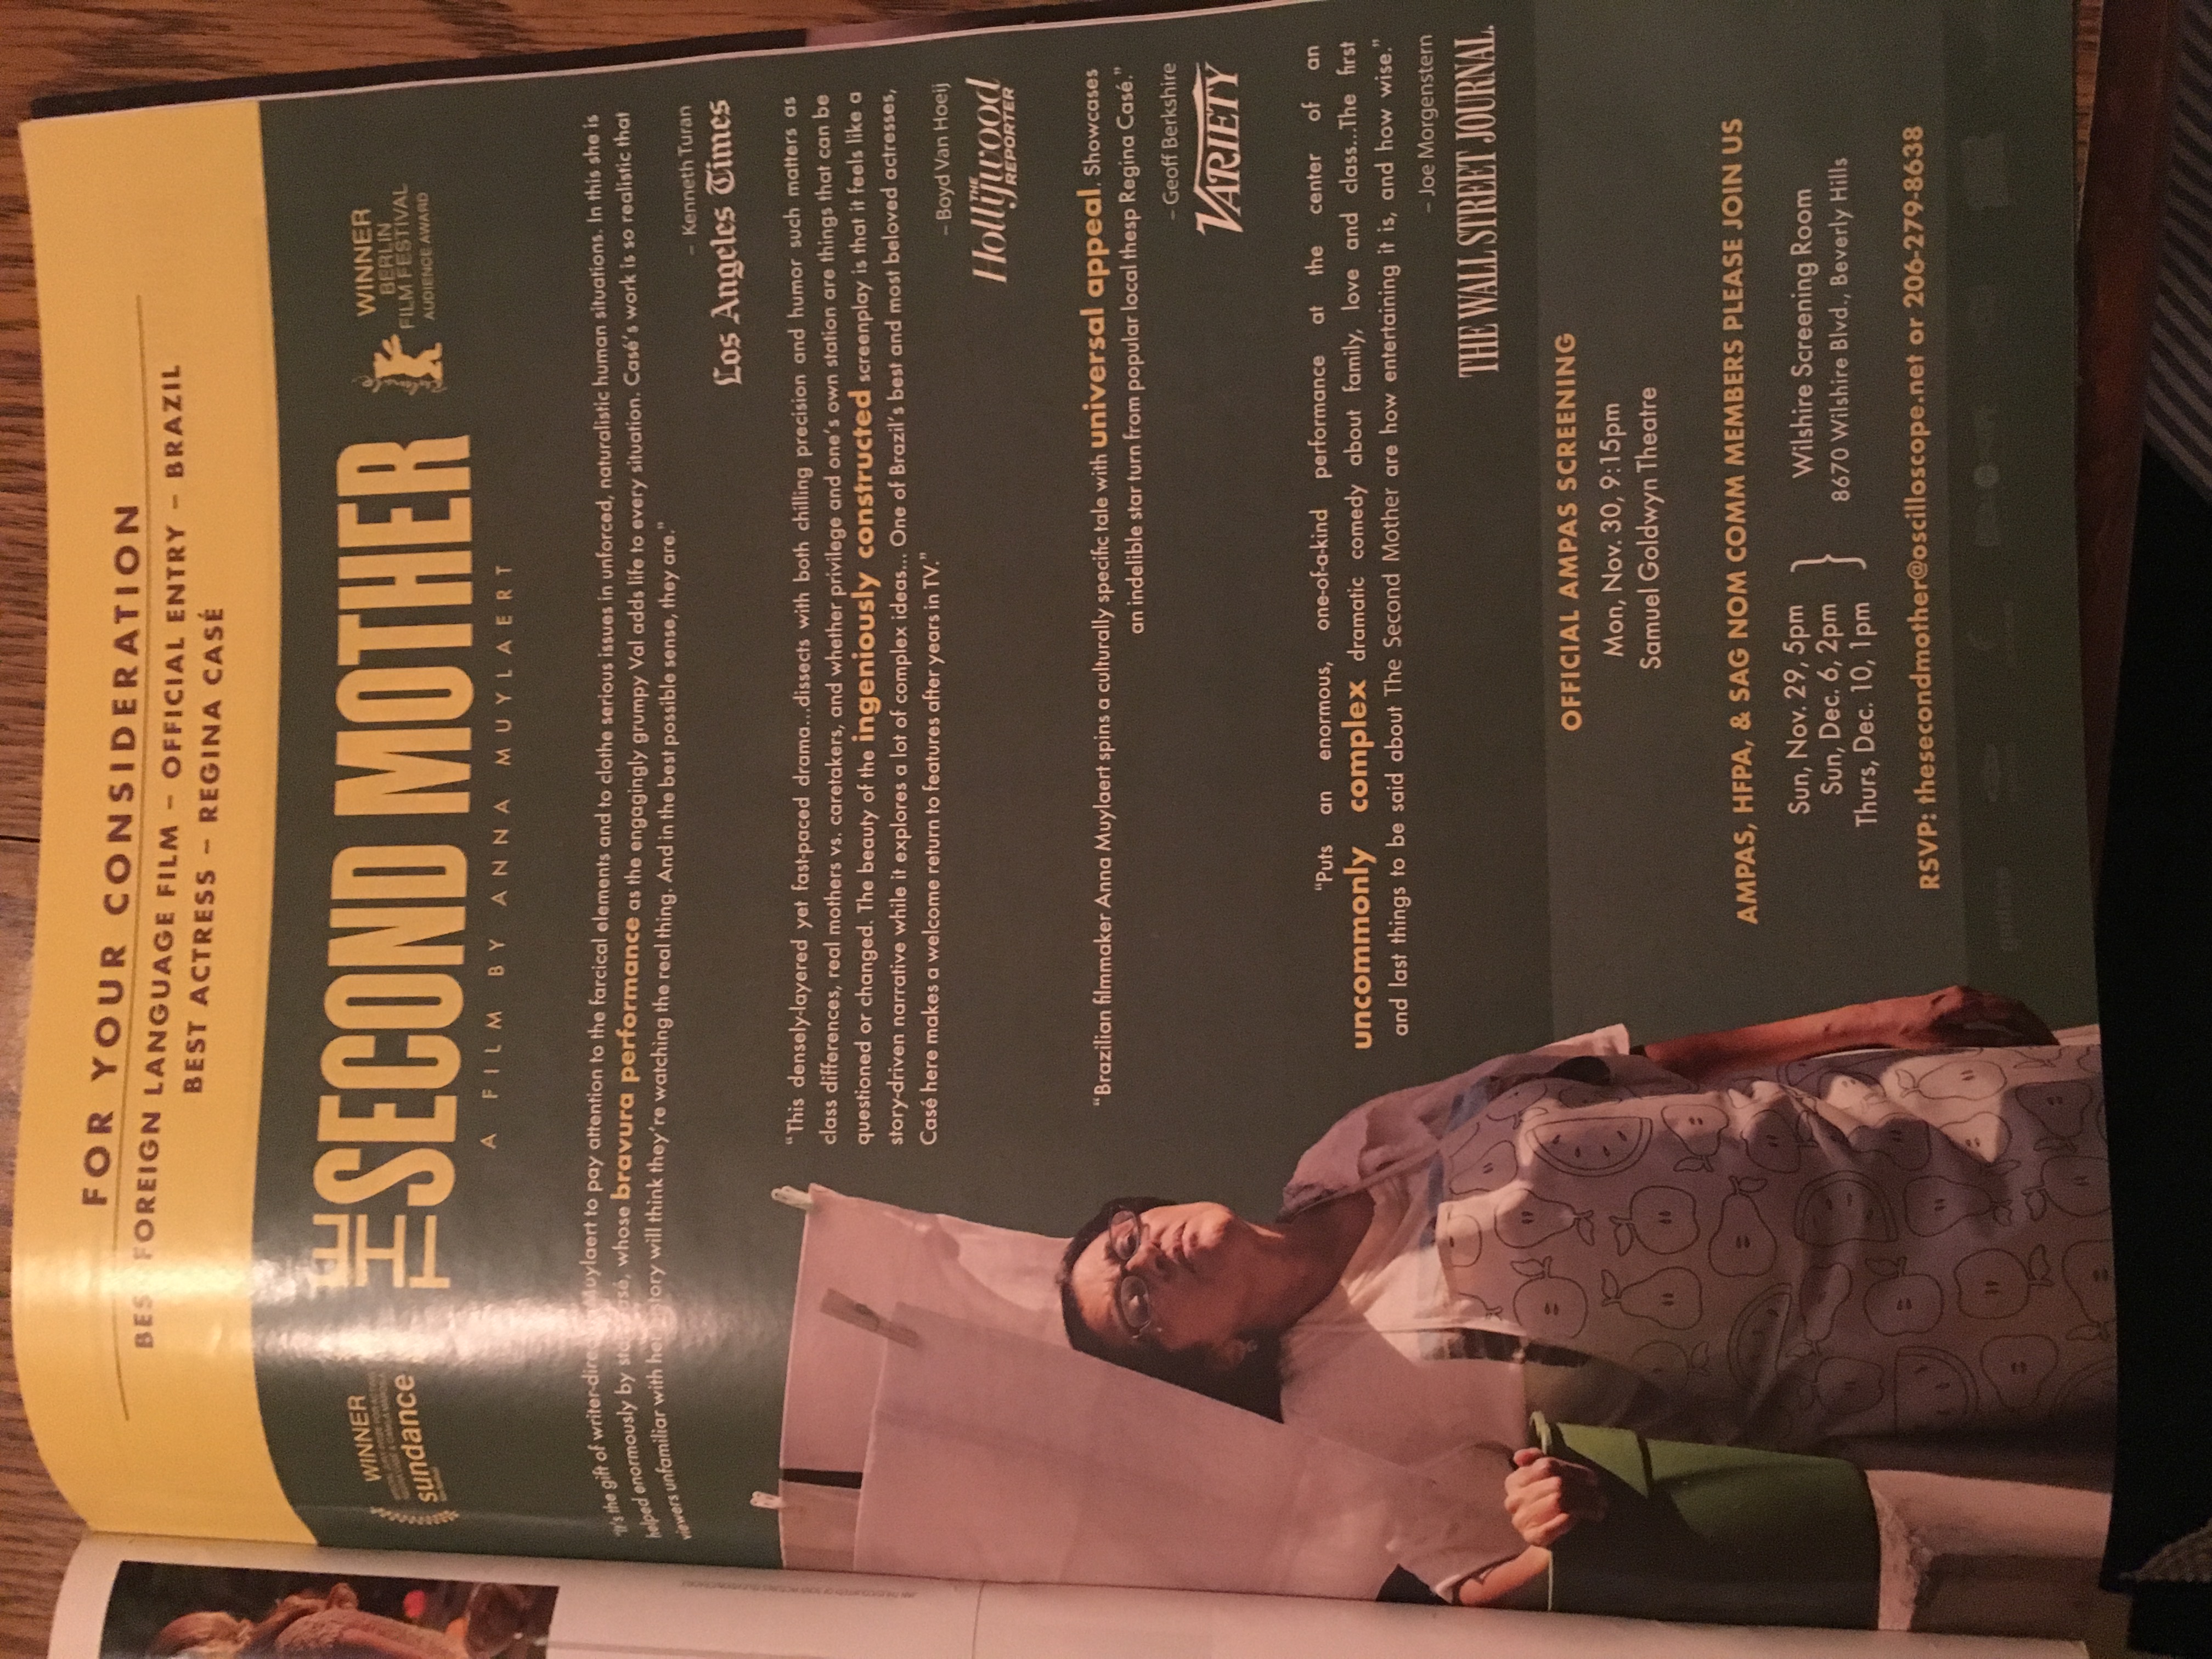 FOR YOUR CONSIDERATION
BEST FOREIGN LANGUAGE FILM – OFFICIAL ENTRY – BRAZIL
BEST ACTRESS – REGINA CASÉ
WINNER
sundance
THE SECOND MOTHER
WINNER
BERLIN
FILM FESTIVAL
AUDIENCE AWARD
A FILM BY ANNA MUYLAERT
"It's the gift of writer-director Muylaert to pay attention to the farcical elements and to clothe serious issues in unforced, naturalistic human situations. In this she is
helped enormously by star Casé, whose bravura performance as the engagingly grumpy Val adds life to every situation. Casé's work is so realistic that
viewers unfamiliar with her story will think they're watching the real thing. And in the best possible sense, they are."
– Kenneth Turan
Los Angeles Times
"This densely-layered yet fast-paced drama...dissects with both chilling precision and humor such matters as
class differences, real mothers vs. caretakers, and whether privilege and one's own station are things that can be
questioned or changed. The beauty of the ingeniously constructed screenplay is that it feels like a
story-driven narrative while it explores a lot of complex ideas... One of Brazil's best and most beloved actresses,
Casé here makes a welcome return to features after years in TV."
– Boyd Van Hoeij
THE Hollywood REPORTER
"Brazilian filmmaker Anna Muylaert spins a culturally specific tale with universal appeal. Showcases
an indelible star turn from popular local thesp Regina Casé."
– Geoff Berkshire
VARIETY
"Puts an enormous, one-of-a-kind performance at the center of an
uncommonly complex dramatic comedy about family, love and class...The first
and last things to be said about The Second Mother are how entertaining it is, and how wise."
– Joe Morgenstern
THE WALL STREET JOURNAL.
OFFICIAL AMPAS SCREENING
Mon, Nov. 30, 9:15pm
Samuel Goldwyn Theatre
AMPAS, HFPA, & SAG NOM COMM MEMBERS PLEASE JOIN US
Sun, Nov. 29, 5pm
Sun, Dec. 6, 2pm
Thurs, Dec. 10, 1pm
Wilshire Screening Room
8670 Wilshire Blvd., Beverly Hills
RSVP: thesecondmother@oscilloscope.net or 206-279-8638